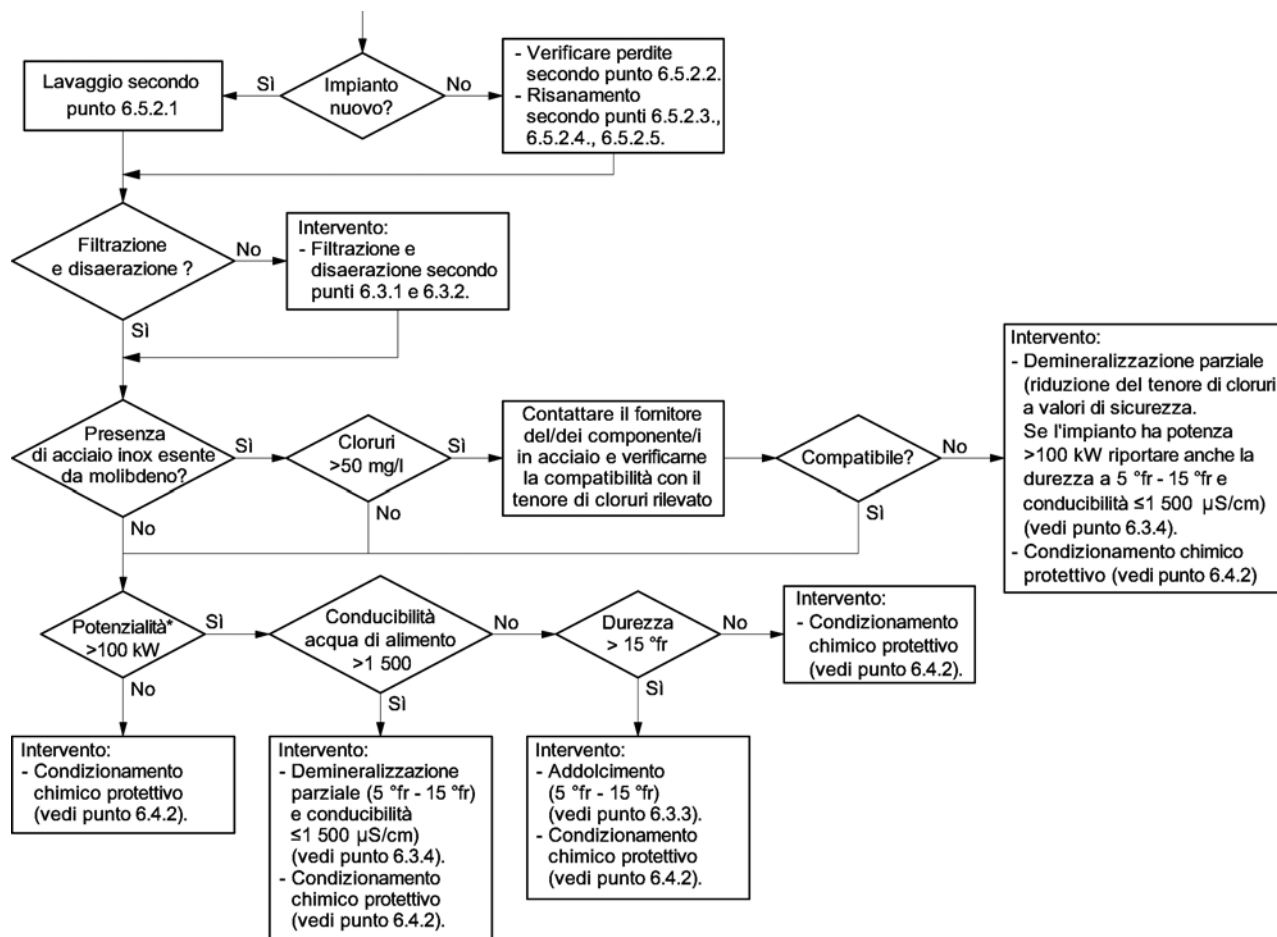 Lavaggio secondo
punto 6.5.2.1
Sì
Impianto
nuovo?
No
- Verificare perdite
secondo punto 6.5.2.2.
- Risanamento
secondo punti 6.5.2.3.,
6.5.2.4., 6.5.2.5.
Filtrazione
e disaerazione ?
No
Sì
Intervento:
- Filtrazione e
disaerazione secondo
punti 6.3.1 e 6.3.2.
Presenza
di acciaio inox esente
da molibdeno?
Sì
No
Cloruri
>50 mg/l
Sì
No
Contattare il fornitore
del/dei componente/i
in acciaio e verificarne
la compatibilità con il
tenore di cloruri rilevato
Compatibile?
No
Sì
Intervento:
- Demineralizzazione parziale
(riduzione del tenore di cloruri
a valori di sicurezza.
Se l'impianto ha potenza
>100 kW riportare anche la
durezza a 5 °fr - 15 °fr e
conducibilità ≤1 500 µS/cm)
(vedi punto 6.3.4).
- Condizionamento chimico
protettivo (vedi punto 6.4.2)
Potenzialità*
>100 kW
Sì
No
Conducibilità
acqua di alimento
>1 500
No
Sì
Durezza
> 15 °fr
No
Sì
Intervento:
- Condizionamento
chimico protettivo
(vedi punto 6.4.2).
Intervento:
- Condizionamento
chimico protettivo
(vedi punto 6.4.2).
Intervento:
- Demineralizzazione
parziale (5 °fr - 15 °fr)
e conducibilità
≤1 500 µS/cm)
(vedi punto 6.3.4).
- Condizionamento
chimico protettivo
(vedi punto 6.4.2).
Intervento:
- Addolcimento
(5 °fr - 15 °fr)
(vedi punto 6.3.3).
- Condizionamento
chimico protettivo
(vedi punto 6.4.2).